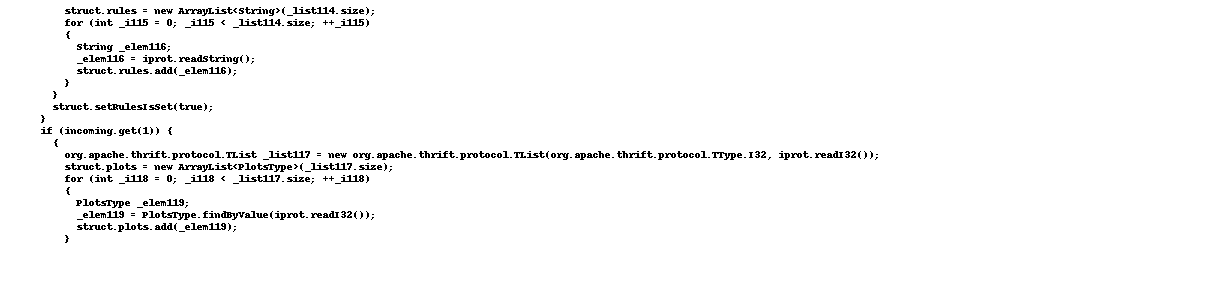 struct.rules = new ArrayList<String>(_list114.size);
for (int _i115 = 0; _i115 < _list114.size; ++_i115)
{
String _elem116;
_elem116 = iprot.readString();
struct.rules.add(_elem116);
}
}
struct.setRulesIsSet(true);
}
if (incoming.get(1)) {
{
org.apache.thrift.protocol.TList _list117 = new org.apache.thrift.protocol.TList(org.apache.thrift.protocol.TType.I32, iprot.readI32());
struct.plots = new ArrayList<PlotsType>(_list117.size);
for (int _i118 = 0; _i118 < _list117.size; ++_i118)
{
PlotsType _elem119;
_elem119 = PlotsType.findByValue(iprot.readI32());
struct.plots.add(_elem119);
}